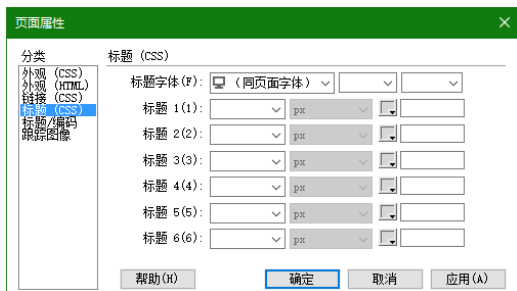 页面属性
分类
外观 (CSS)
外观 (HTML)
链接 (CSS)
标题 (CSS)
标题/编码
跟踪图像
标题 (CSS)
标题字体(F): (同页面字体)
标题 1(1): px
标题 2(2): px
标题 3(3): px
标题 4(4): px
标题 5(5): px
标题 6(6): px
帮助(H) 确定 取消 应用(A)